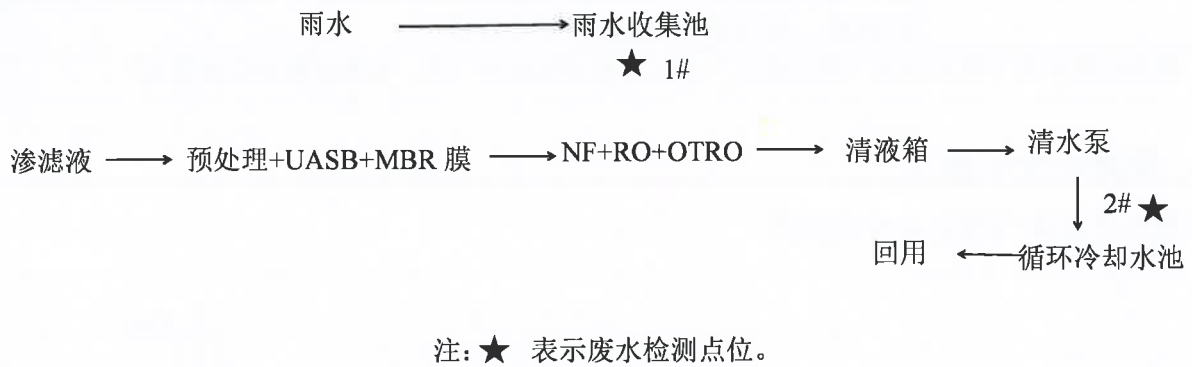 雨水 雨水收集池
★ 1#
渗滤液 预处理+UASB+MBR 膜 NF+RO+OTRO 清液箱 清水泵
2# ★
回用 循环冷却水池
注:★ 表示废水检测点位。